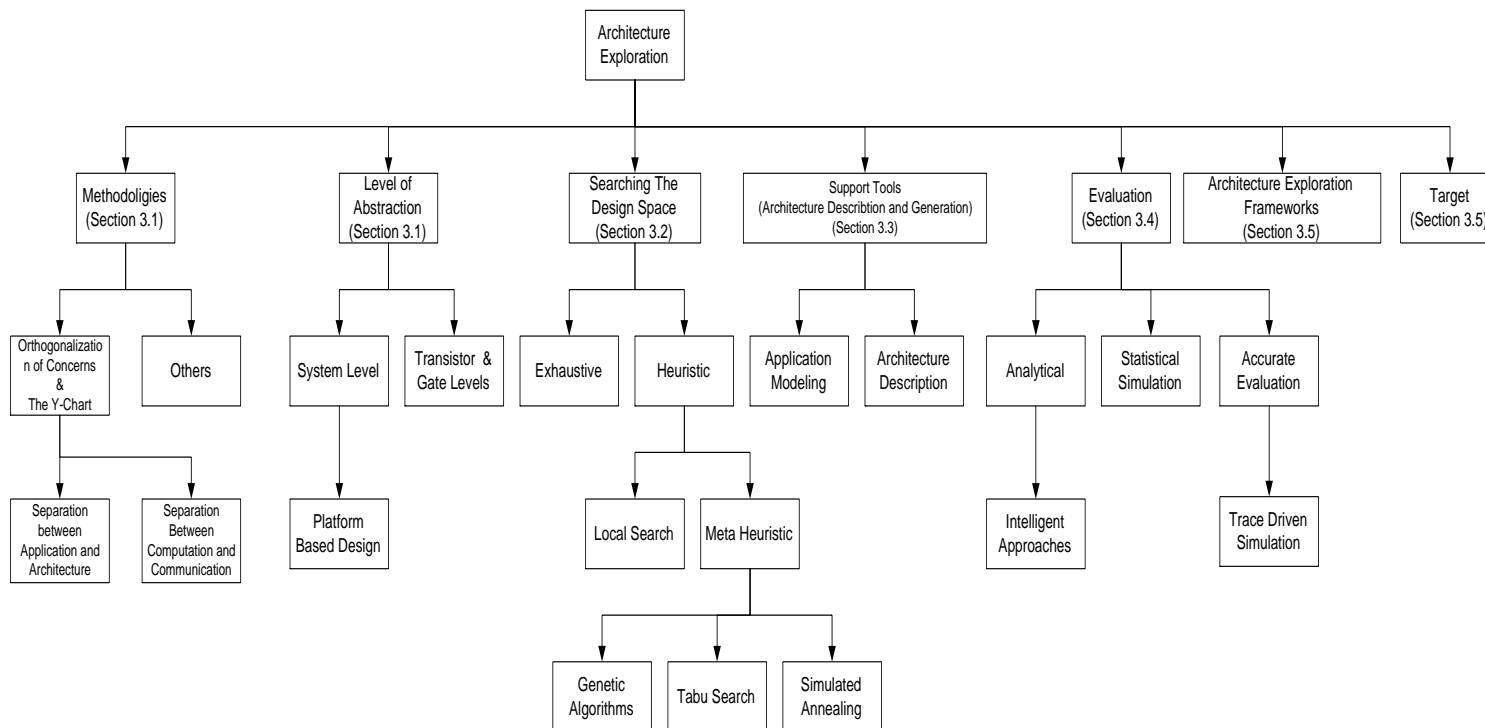 Architecture
Exploration
Methodoligies
(Section 3.1)
Level of
Abstraction
(Section 3.1)
Searching The
Design Space
(Section 3.2)
Support Tools
(Architecture Describtion and Generation)
(Section 3.3)
Evaluation
(Section 3.4)
Architecture Exploration
Frameworks
(Section 3.5)
Target
(Section 3.5)
Orthogonalizatio
n of Concerns
&
The Y-Chart
Others
System Level
Transistor &
Gate Levels
Exhaustive
Heuristic
Application
Modeling
Architecture
Description
Analytical
Statistical
Simulation
Accurate
Evaluation
Separation
between
Application and
Architecture
Separation
Between
Computation and
Communication
Platform
Based Design
Local Search
Meta Heuristic
Intelligent
Approaches
Trace Driven
Simulation
Genetic
Algorithms
Tabu Search
Simulated
Annealing